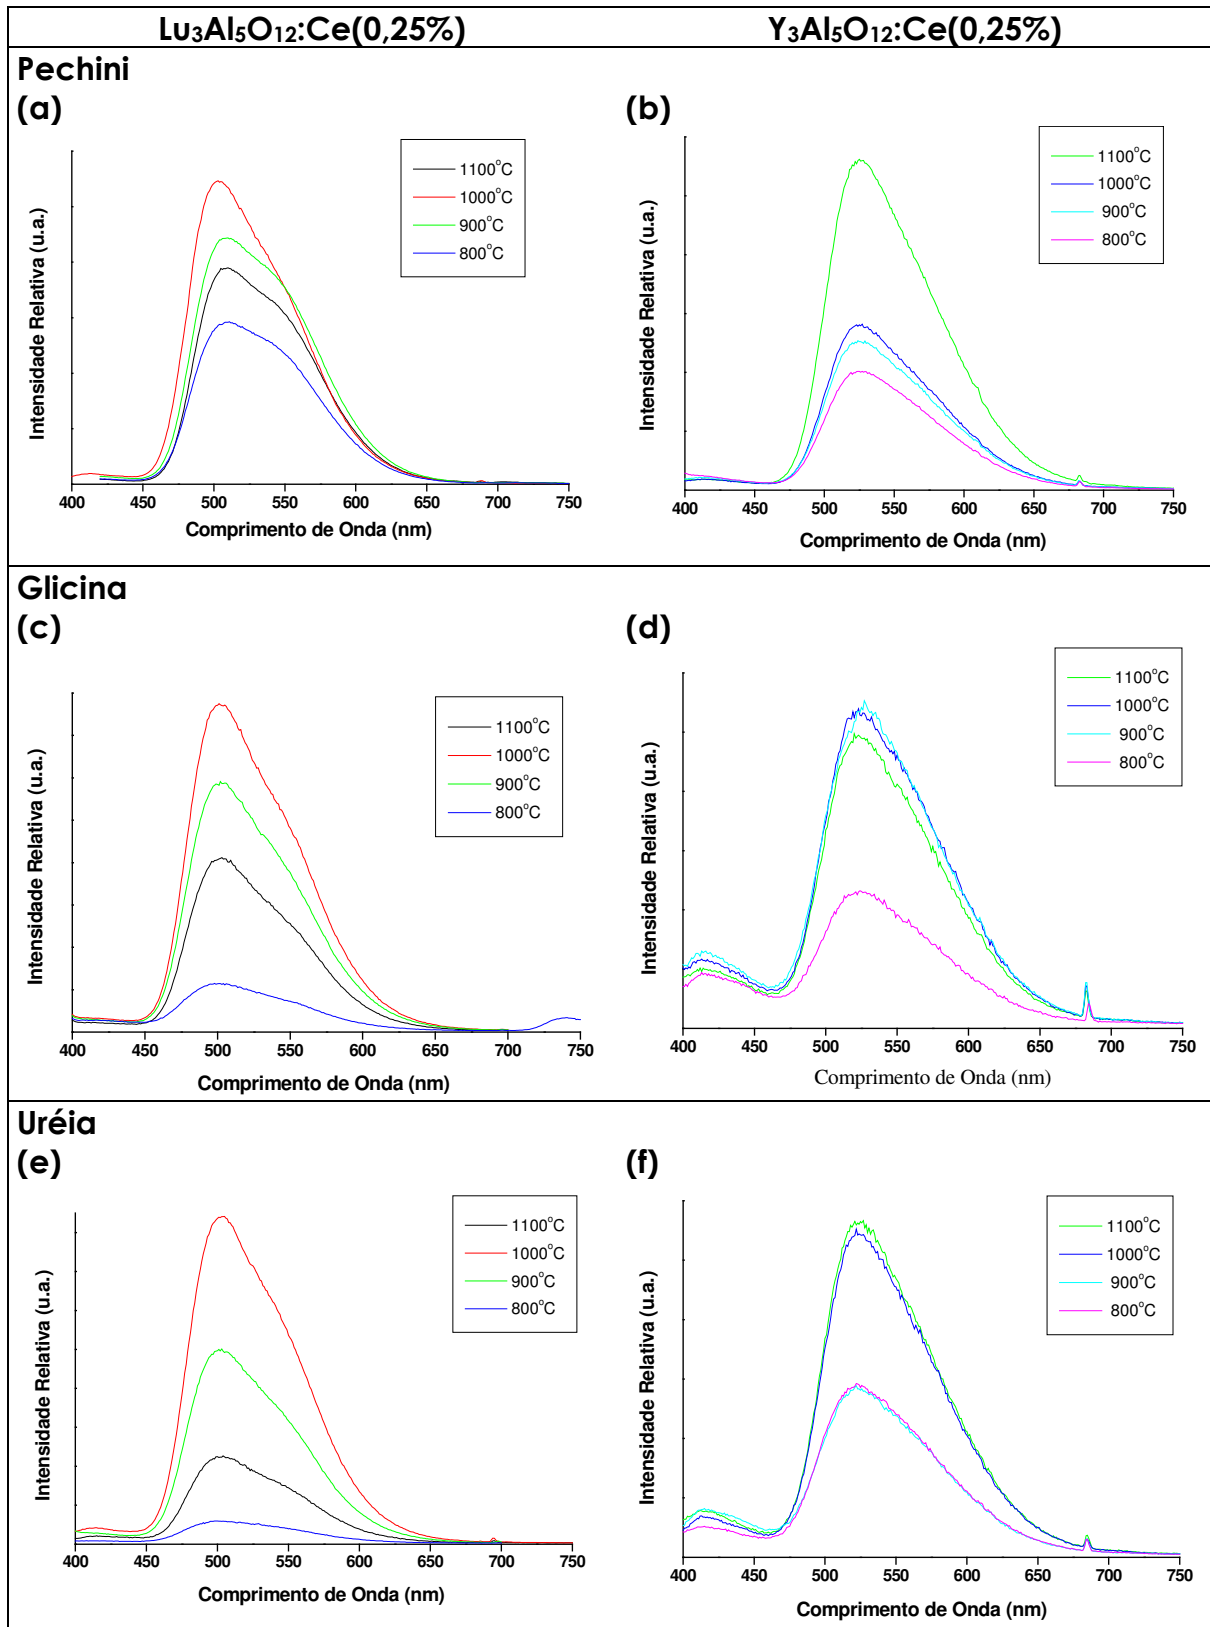 Lu₃Al₅O₁₂:Ce(0,25%)
Y₃Al₅O₁₂:Ce(0,25%)
Pechini
(a)
(b)
Intensidade Relativa (u.a.)
1100°C
1000°C
900°C
800°C
400 450 500 550 600 650 700 750
Comprimento de Onda (nm)
Intensidade Relativa (u.a.)
1100°C
1000°C
900°C
800°C
400 450 500 550 600 650 700 750
Comprimento de Onda (nm)
Glicina
(c)
(d)
Intensidade Relativa (u.a.)
1100°C
1000°C
900°C
800°C
400 450 500 550 600 650 700 750
Comprimento de Onda (nm)
Intensidade Relativa (u.a.)
1100°C
1000°C
900°C
800°C
400 450 500 550 600 650 700 750
Comprimento de Onda (nm)
Uréia
(e)
(f)
Intensidade Relativa (u.a.)
1100°C
1000°C
900°C
800°C
400 450 500 550 600 650 700 750
Comprimento de Onda (nm)
Intensidade Relativa (u.a.)
1100°C
1000°C
900°C
800°C
400 450 500 550 600 650 700 750
Comprimento de Onda (nm)